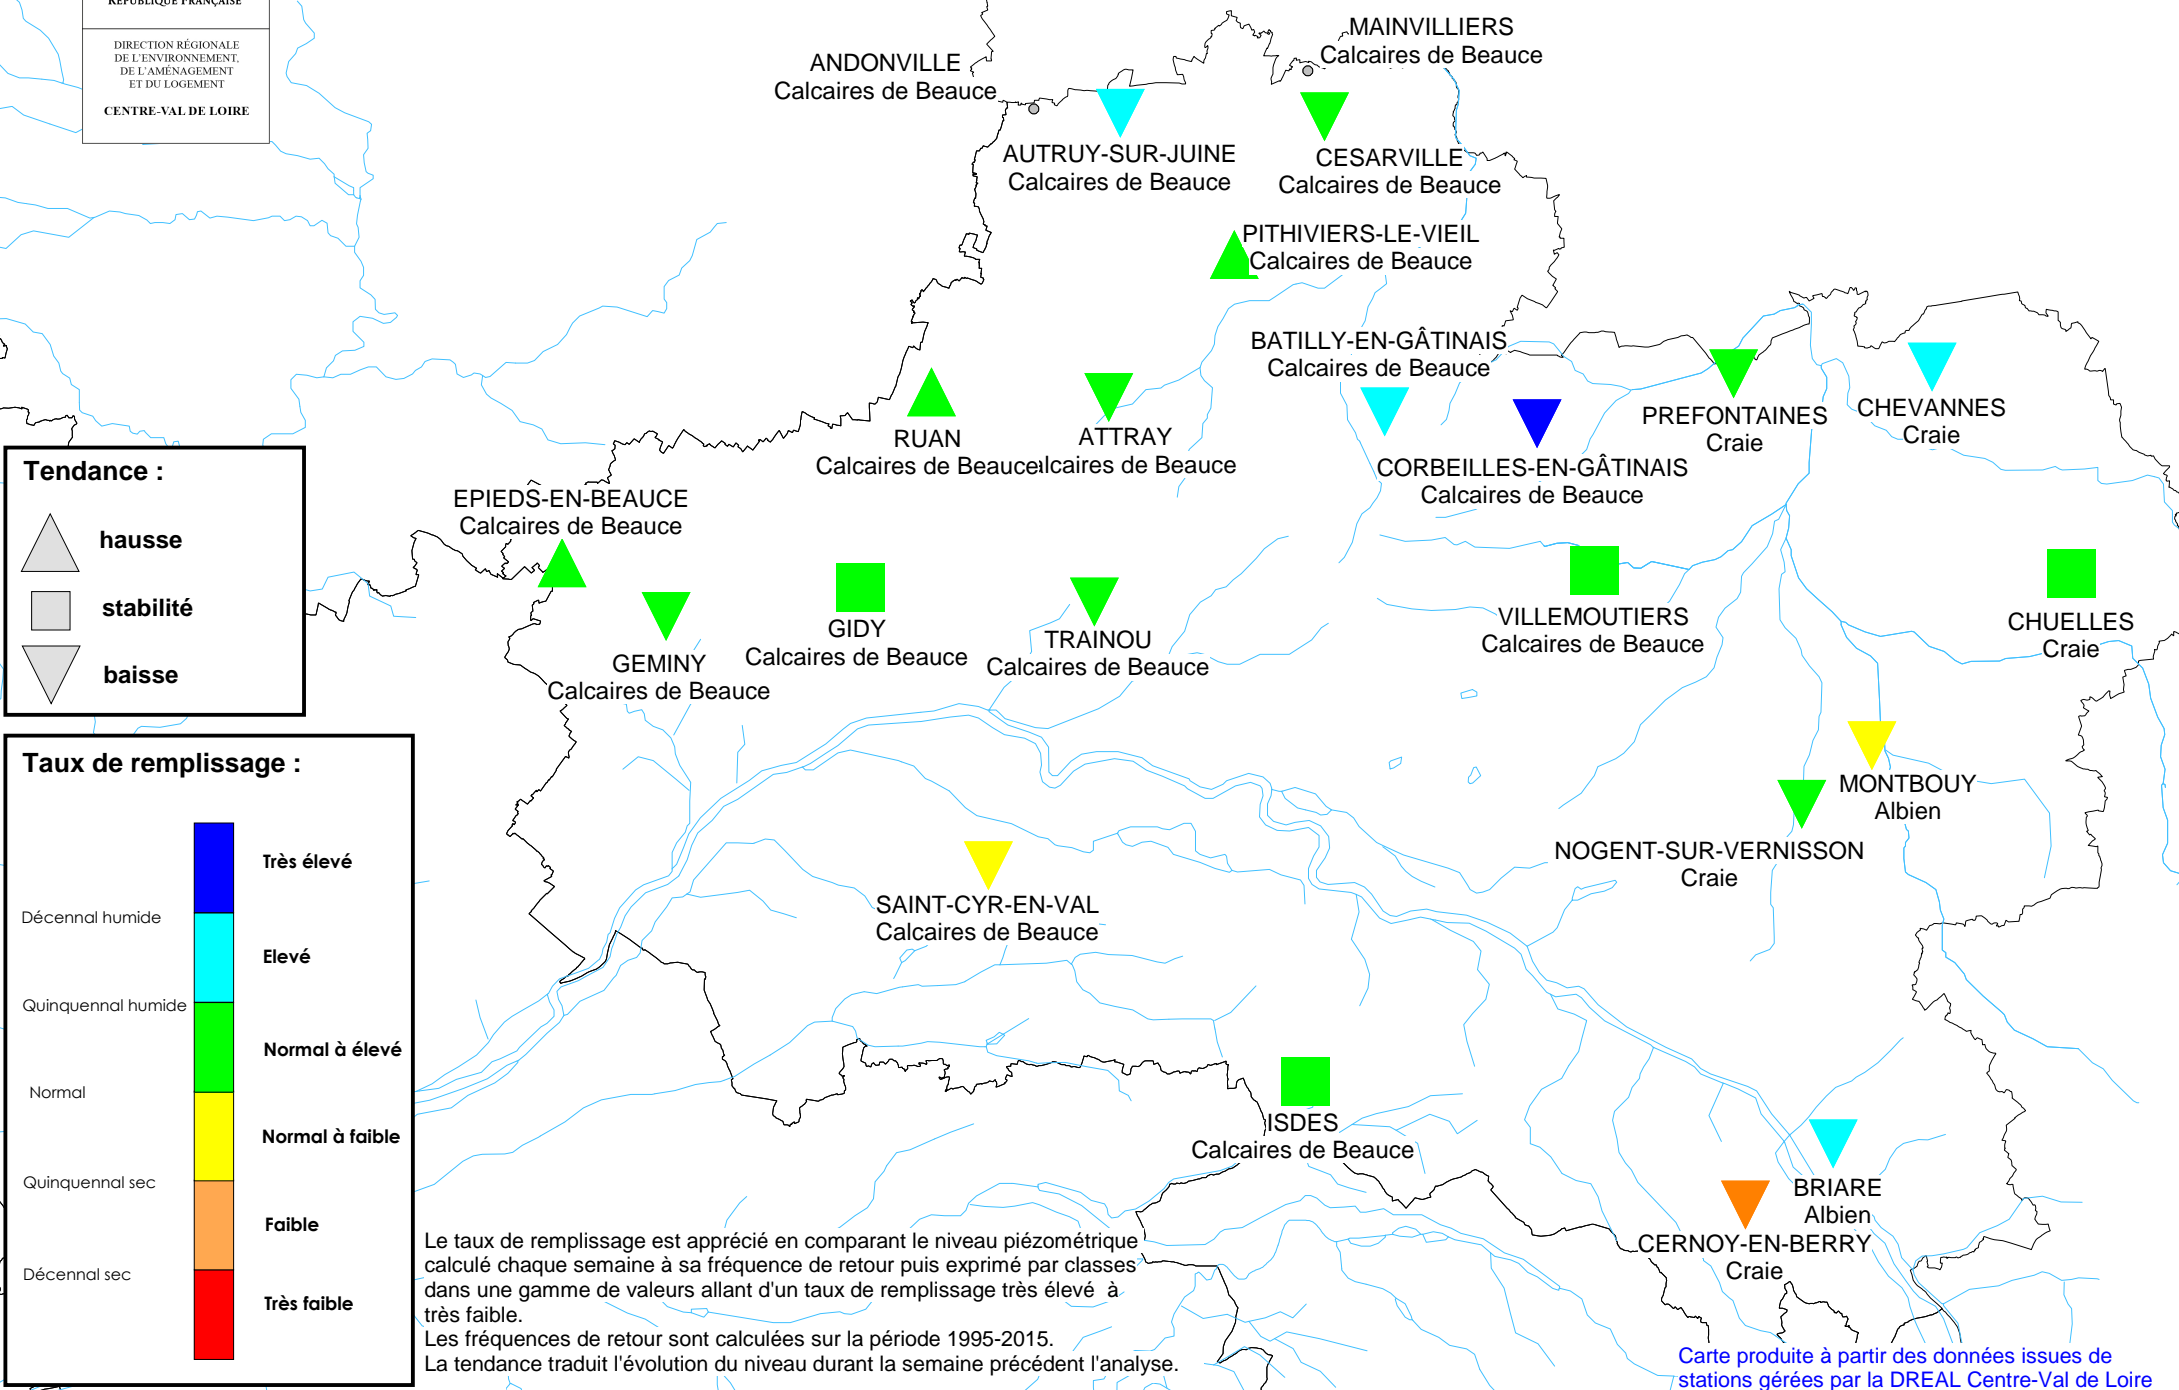 RÉPUBLIQUE FRANÇAISE
DIRECTION RÉGIONALE
DE L'ENVIRONNEMENT,
DE L'AMÉNAGEMENT
ET DU LOGEMENT
CENTRE-VAL DE LOIRE
MAINVILLIERS
Calcaires de Beauce
ANDONVILLE
Calcaires de Beauce
AUTRUY-SUR-JUINE
Calcaires de Beauce
CESARVILLE
Calcaires de Beauce
PITHIVIERS-LE-VIEIL
Calcaires de Beauce
BATILLY-EN-GÂTINAIS
Calcaires de Beauce
PREFONTAINES
Craie
CHEVANNES
Craie
RUAN
Calcaires de Beauce
ATTRAY
alcaires de Beauce
CORBEILLES-EN-GÂTINAIS
Calcaires de Beauce
EPIEDS-EN-BEAUCE
Calcaires de Beauce
GEMINY
Calcaires de Beauce
GIDY
Calcaires de Beauce
TRAINOU
Calcaires de Beauce
VILLEMOUTIERS
Calcaires de Beauce
CHUELLES
Craie
MONTBOUY
Albien
NOGENT-SUR-VERNISSON
Craie
SAINT-CYR-EN-VAL
Calcaires de Beauce
ISDES
Calcaires de Beauce
BRIARE
Albien
CERNOY-EN-BERRY
Craie
Tendance :
hausse
stabilité
baisse
Taux de remplissage :
Très élevé
Décennal humide
Elevé
Quinquennal humide
Normal à élevé
Normal
Normal à faible
Quinquennal sec
Faible
Décennal sec
Très faible
Le taux de remplissage est apprécié en comparant le niveau piézométrique
calculé chaque semaine à sa fréquence de retour puis exprimé par classes
dans une gamme de valeurs allant d'un taux de remplissage très élevé à
très faible.
Les fréquences de retour sont calculées sur la période 1995-2015.
La tendance traduit l'évolution du niveau durant la semaine précédent l'analyse.
Carte produite à partir des données issues de
stations gérées par la DREAL Centre-Val de Loire